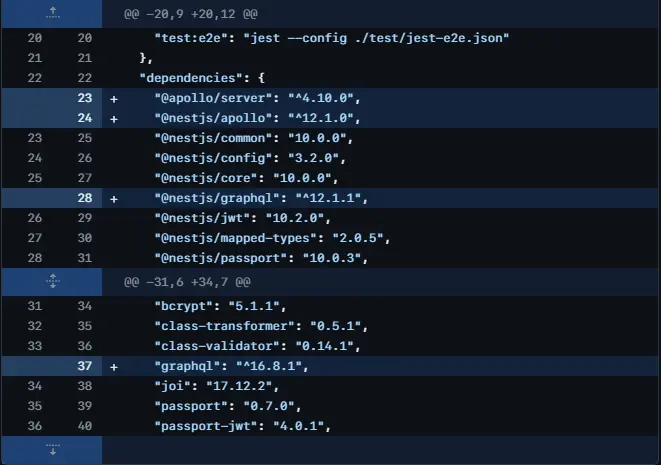 @@ -20,9 +20,12 @@
20 20 "test:e2e": "jest --config ./test/jest-e2e.json"
21 21 },
22 22 "dependencies": {
23 + "@apollo/server": "^4.10.0",
24 + "@nestjs/apollo": "^12.1.0",
23 25 "@nestjs/common": "10.0.0",
24 26 "@nestjs/config": "3.2.0",
25 27 "@nestjs/core": "10.0.0",
28 + "@nestjs/graphql": "^12.1.1",
26 29 "@nestjs/jwt": "10.2.0",
27 30 "@nestjs/mapped-types": "2.0.5",
28 31 "@nestjs/passport": "10.0.3",
@@ -31,6 +34,7 @@
31 34 "bcrypt": "5.1.1",
32 35 "class-transformer": "0.5.1",
33 36 "class-validator": "0.14.1",
37 + "graphql": "^16.8.1",
34 38 "joi": "17.12.2",
35 39 "passport": "0.7.0",
36 40 "passport-jwt": "4.0.1",